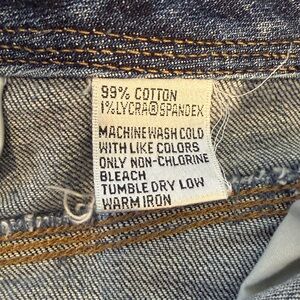 99% COTTON
1% LYCRA® SPANDEX
MACHINE WASH COLD
WITH LIKE COLORS
ONLY NON-CHLORINE
BLEACH
TUMBLE DRY LOW
WARM IRON